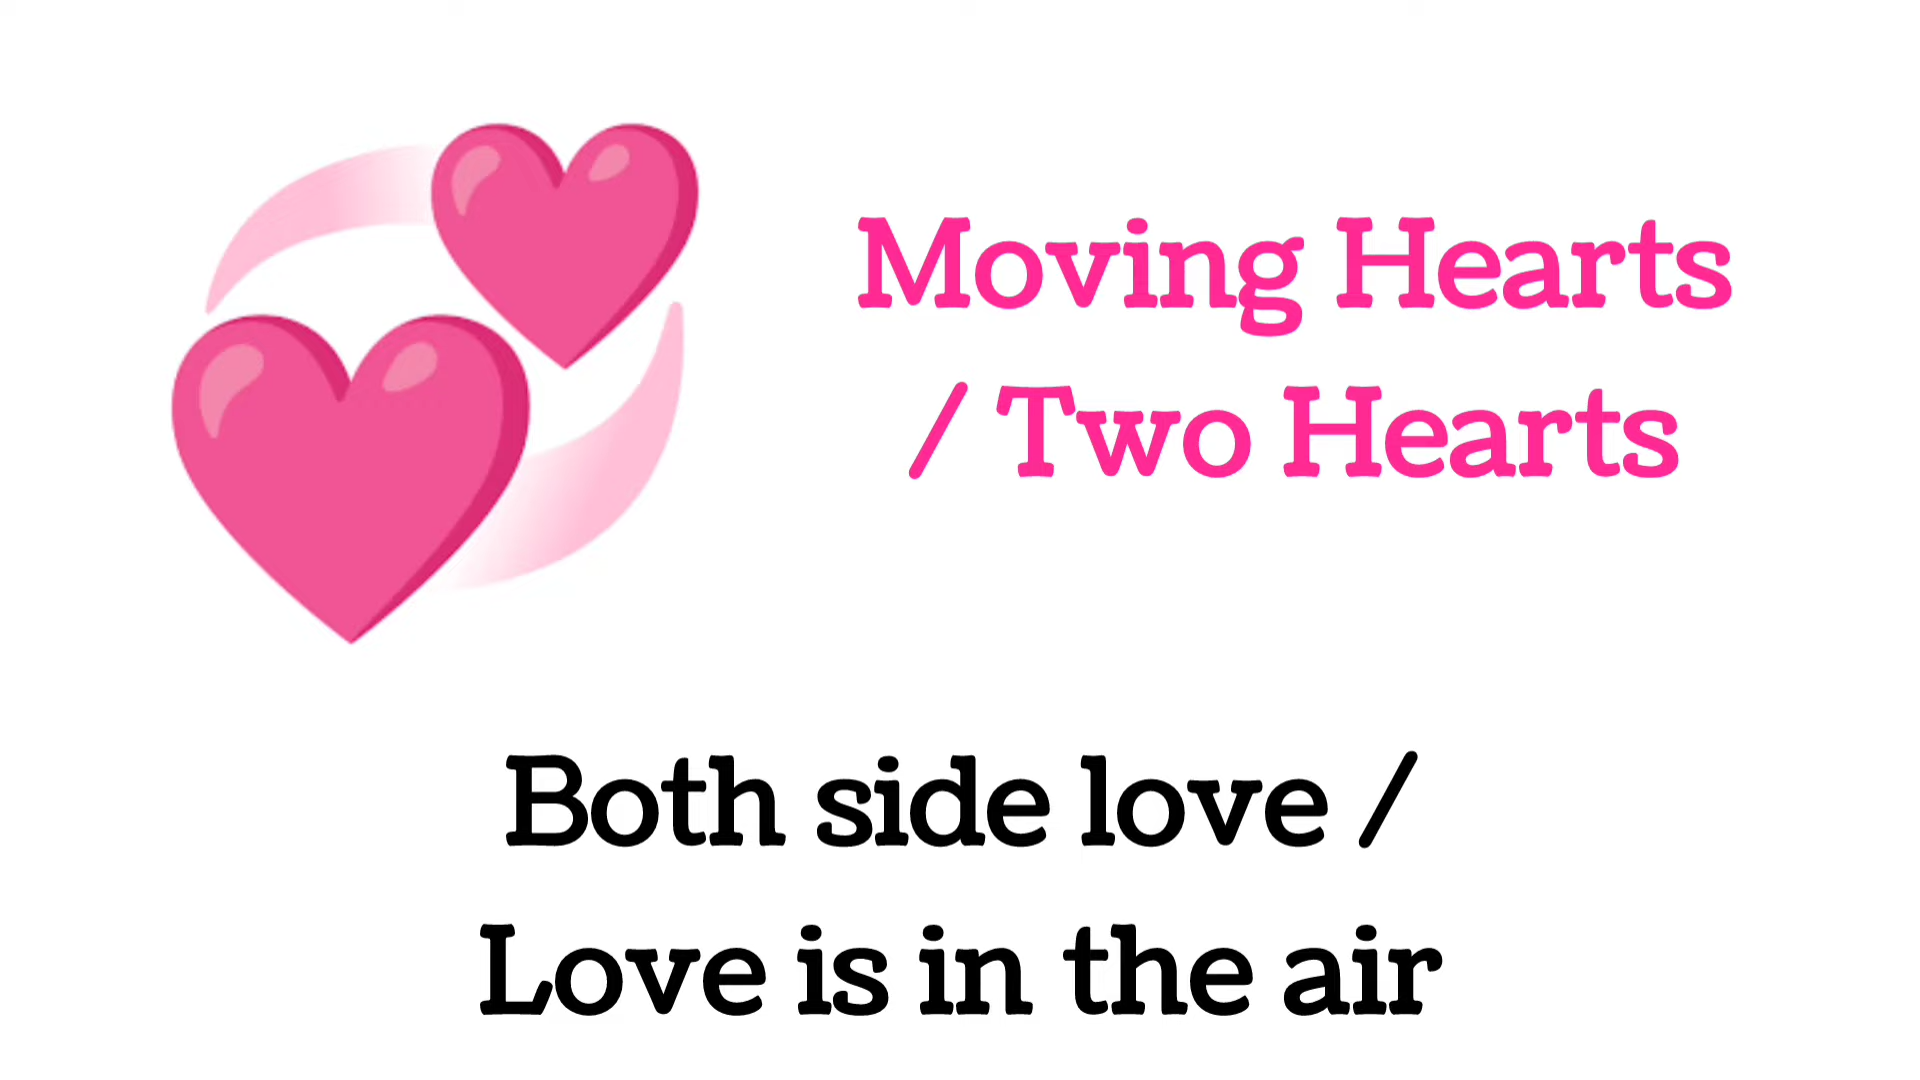 Moving Hearts
/ Two Hearts
Both side love /
Love is in the air